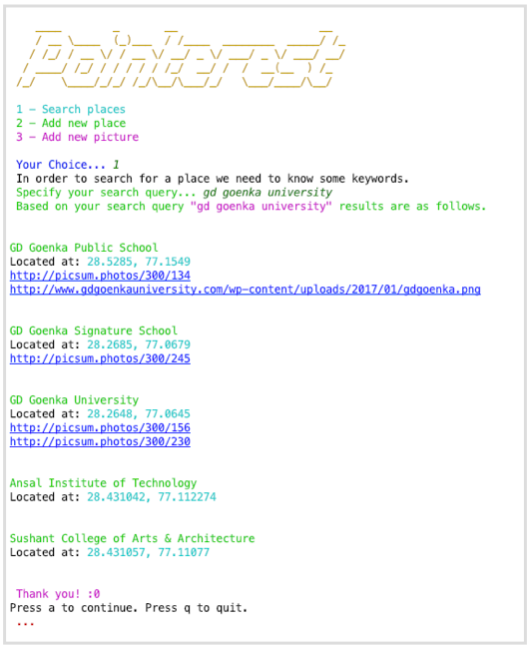 Pointerest
1 – Search places
2 – Add new place
3 – Add new picture
Your Choice... 1
In order to search for a place we need to know some keywords.
Specify your search query... gd goenka university
Based on your search query "gd goenka university" results are as follows.
GD Goenka Public School
Located at: 28.5285, 77.1549
http://picsum.photos/300/134
http://www.gdgoenkauniversity.com/wp-content/uploads/2017/01/gdgoenka.png
GD Goenka Signature School
Located at: 28.2685, 77.0679
http://picsum.photos/300/245
GD Goenka University
Located at: 28.2648, 77.0645
http://picsum.photos/300/156
http://picsum.photos/300/230
Ansal Institute of Technology
Located at: 28.431042, 77.112274
Sushant College of Arts & Architecture
Located at: 28.431057, 77.11077
Thank you! :0
Press a to continue. Press q to quit.
...